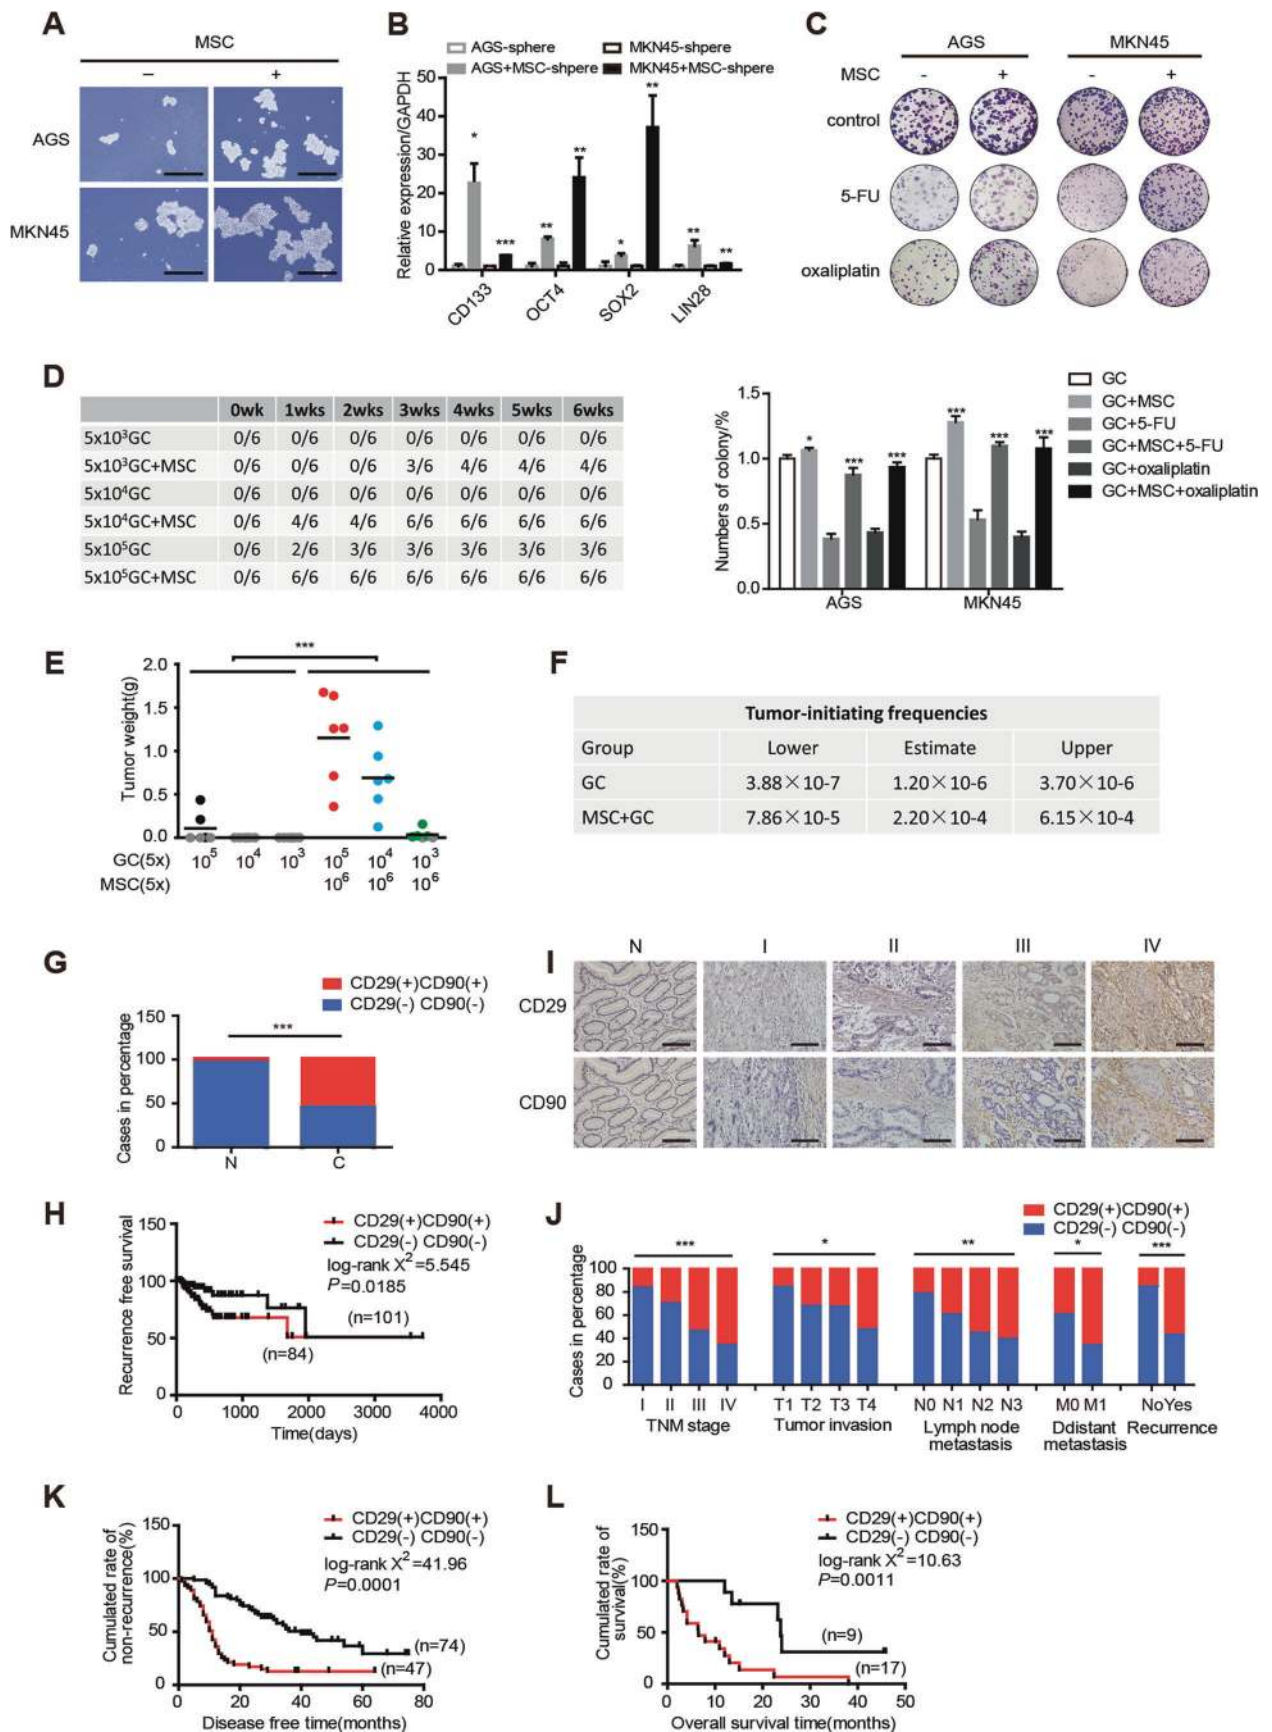 A
MSC
– +
AGS
MKN45
B
AGS-sphere MKN45-shpere
AGS+MSC-shpere MKN45+MSC-shpere
Relative expression/GAPDH
50
40
30
20
10
0
* ** ** * ** *** ** **
CD133 OCT4 SOX2 LIN28
C
AGS MKN45
MSC - + - +
control
5-FU
oxaliplatin
D
0wk 1wks 2wks 3wks 4wks 5wks 6wks
5x10³GC 0/6 0/6 0/6 0/6 0/6 0/6 0/6
5x10³GC+MSC 0/6 0/6 0/6 3/6 4/6 4/6 4/6
5x10⁴GC 0/6 0/6 0/6 0/6 0/6 0/6 0/6
5x10⁴GC+MSC 0/6 4/6 4/6 6/6 6/6 6/6 6/6
5x10⁵GC 0/6 2/6 3/6 3/6 3/6 3/6 3/6
5x10⁵GC+MSC 0/6 6/6 6/6 6/6 6/6 6/6 6/6
Numbers of colony/%
1.5
1.0
0.5
0.0
* *** *** *** *** ***
AGS MKN45
GC
GC+MSC
GC+5-FU
GC+MSC+5-FU
GC+oxaliplatin
GC+MSC+oxaliplatin
E
***
Tumor weight(g)
2.0
1.5
1.0
0.5
0.0
GC(5x) 10⁵ 10⁴ 10³ 10⁵ 10⁴ 10³
MSC(5x) 10⁶ 10⁶ 10⁶
F
Tumor-initiating frequencies
Group Lower Estimate Upper
GC 3.88×10-7 1.20×10-6 3.70×10-6
MSC+GC 7.86×10-5 2.20×10-4 6.15×10-4
G
CD29(+)CD90(+)
CD29(-) CD90(-)
Cases in percentage
150
100
50
0
***
N C
I
N I II III IV
CD29
CD90
H
CD29(+)CD90(+)
CD29(-) CD90(-)
log-rank X²=5.545
P=0.0185
Recurrence free survival
150
100
50
0
(n=101)
(n=84)
0 1000 2000 3000 4000
Time(days)
J
CD29(+)CD90(+)
CD29(-) CD90(-)
Cases in percentage
100
80
60
40
20
0
*** * ** * ***
I II III IV T1 T2 T3 T4 N0 N1 N2 N3 M0 M1 NoYes
TNM stage Tumor invasion Lymph node metastasis Ddistant metastasis Recurrence
K
CD29(+)CD90(+)
CD29(-) CD90(-)
log-rank X²=41.96
P=0.0001
Cumulated rate of
non-recurrence(%)
150
100
50
0
(n=74)
(n=47)
0 20 40 60 80
Disease free time(months)
L
CD29(+)CD90(+)
CD29(-) CD90(-)
log-rank X²=10.63
P=0.0011
Cumulated rate of
survival(%)
150
100
50
0
(n=9)
(n=17)
0 10 20 30 40 50
Overall survival time(months)